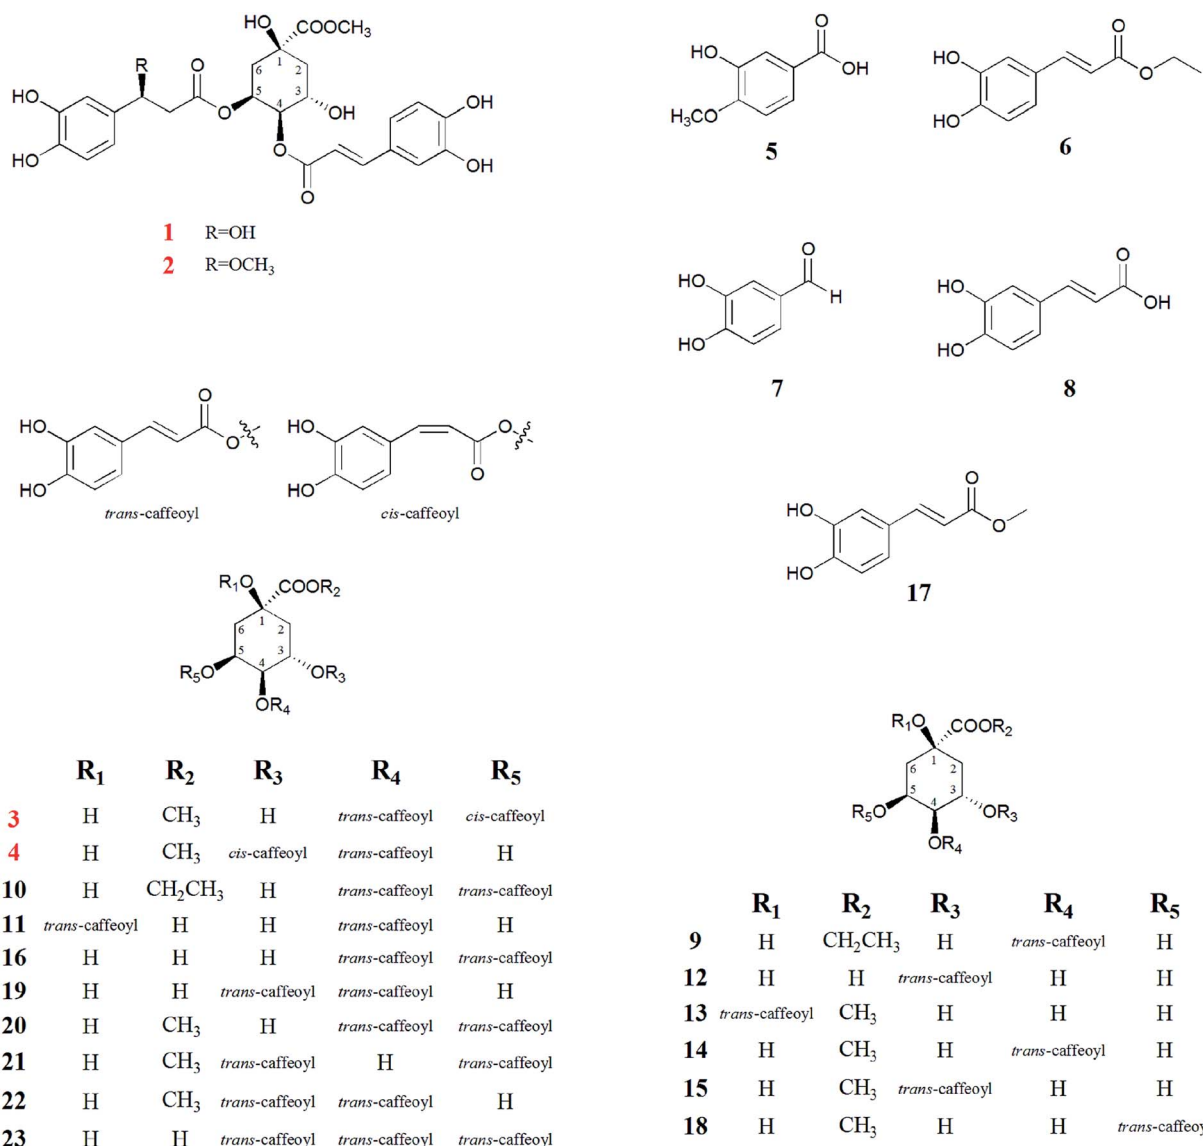 HO COOCH3
R
1
6 2
5 3
4
HO
HO
O
O
OH
O
O
OH
OH
1 R=OH
2 R=OCH3
HO
HO
O
O
trans-caffeoyl
HO
HO
O
O
cis-caffeoyl
R1O COOR2
1
6 2
5 3
4
R5O OR3
OR4
R1 R2 R3 R4 R5
3 H CH3 H trans-caffeoyl cis-caffeoyl
4 H CH3 cis-caffeoyl trans-caffeoyl H
10 H CH2CH3 H trans-caffeoyl trans-caffeoyl
11 trans-caffeoyl H H trans-caffeoyl H
16 H H H trans-caffeoyl trans-caffeoyl
19 H H trans-caffeoyl trans-caffeoyl H
20 H CH3 H trans-caffeoyl trans-caffeoyl
21 H CH3 trans-caffeoyl H trans-caffeoyl
22 H CH3 trans-caffeoyl trans-caffeoyl H
23 H H trans-caffeoyl trans-caffeoyl trans-caffeoyl
O
HO
OH
OCH3
H3C
5
O
HO
O
HO
6
O
HO
H
HO
7
O
HO
OH
HO
8
O
HO
O
HO
17
R1O COOR2
1
6 2
5 3
4
R5O OR3
OR4
R1 R2 R3 R4 R5
9 H CH2CH3 H trans-caffeoyl H
12 H H trans-caffeoyl H H
13 trans-caffeoyl CH3 H H H
14 H CH3 H trans-caffeoyl H
15 H CH3 trans-caffeoyl H H
18 H CH3 H H trans-caffeoy